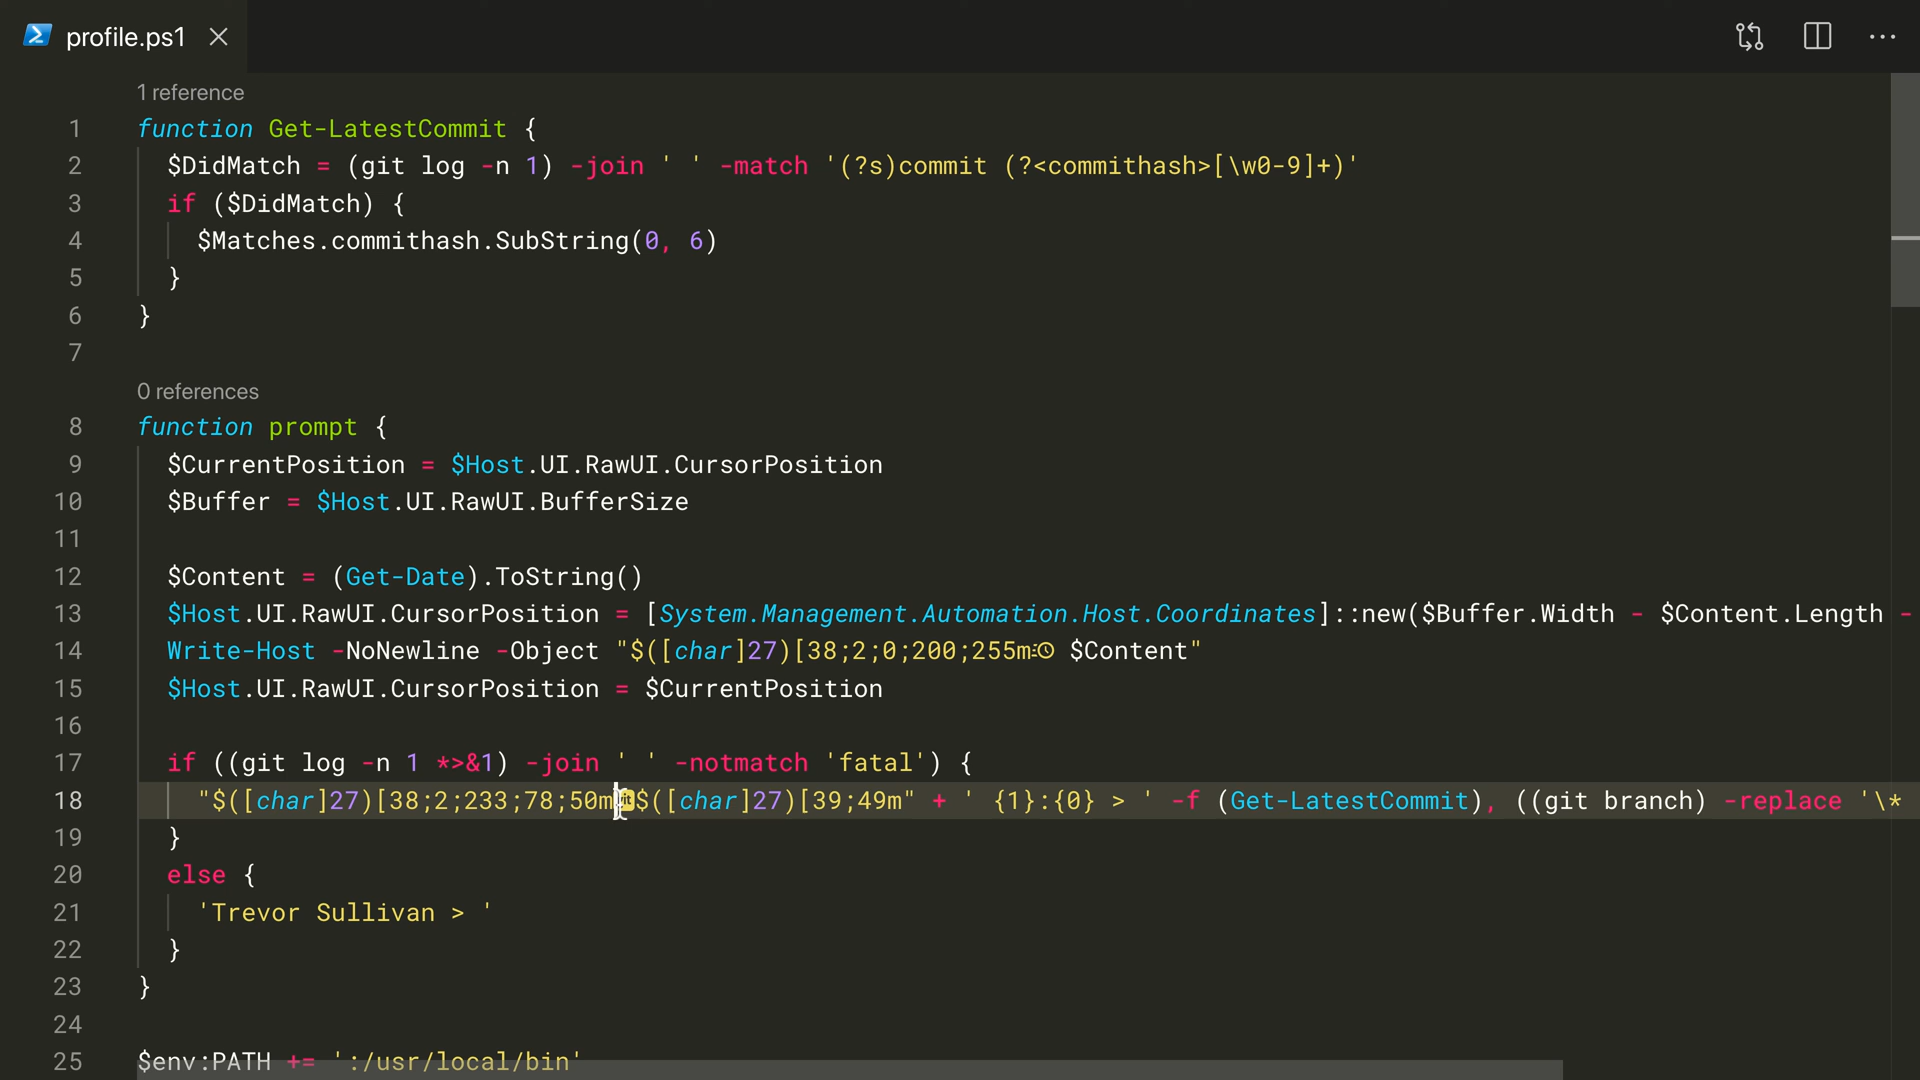 profile.ps1
1 reference
1 function Get-LatestCommit {
2 $DidMatch = (git log -n 1) -join ' ' -match '(?s)commit (?<commithash>[\w0-9]+)'
3 if ($DidMatch) {
4 $Matches.commithash.SubString(0, 6)
5 }
6 }
7
0 references
8 function prompt {
9 $CurrentPosition = $Host.UI.RawUI.CursorPosition
10 $Buffer = $Host.UI.RawUI.BufferSize
11
12 $Content = (Get-Date).ToString()
13 $Host.UI.RawUI.CursorPosition = [System.Management.Automation.Host.Coordinates]::new($Buffer.Width - $Content.Length -
14 Write-Host -NoNewline -Object "$([char]27)[38;2;0;200;255m $Content"
15 $Host.UI.RawUI.CursorPosition = $CurrentPosition
16
17 if ((git log -n 1 *>&1) -join ' ' -notmatch 'fatal') {
18 "$([char]27)[38;2;233;78;50m$([char]27)[39;49m" + ' {1}:{0} > ' -f (Get-LatestCommit), ((git branch) -replace '\*
19 }
20 else {
21 'Trevor Sullivan > '
22 }
23 }
24
25 $env:PATH += ':/usr/local/bin'